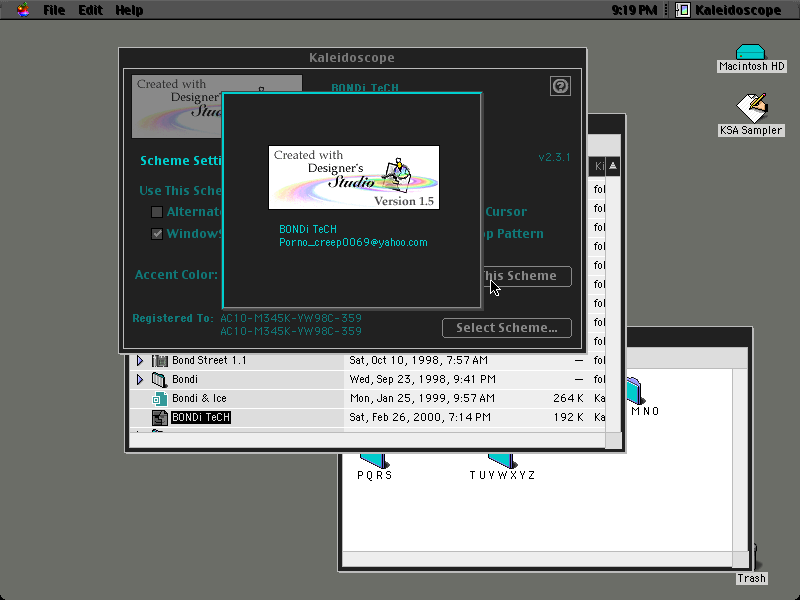 File Edit Help
9:19 PM Kaleidoscope
Macintosh HD
KSA Sampler
Kaleidoscope
Created with
Designer's
BONDi TeCH
v2.3.1
Created with
Designer's
Studio
Version 1.5
BONDi TeCH
Porno_creep0069@yahoo.com
Scheme Setti
Use This Sche
Alternat
Cursor
Window
op Pattern
Accent Color:
This Scheme
Registered To: AC10-M345K-YW98C-359
AC10-M345K-YW98C-359
Select Scheme...
Ki
fol
fol
fol
fol
fol
fol
fol
fol
fol
Bond Street 1.1 Sat, Oct 10, 1998, 7:57 AM — fol
Bondi Wed, Sep 23, 1998, 9:41 PM — fol
Bondi & Ice Mon, Jan 25, 1999, 9:57 AM 264 K Ka
BONDi TeCH Sat, Feb 26, 2000, 7:14 PM 192 K Ka
MNO
PQRS
TUVWXYZ
Trash